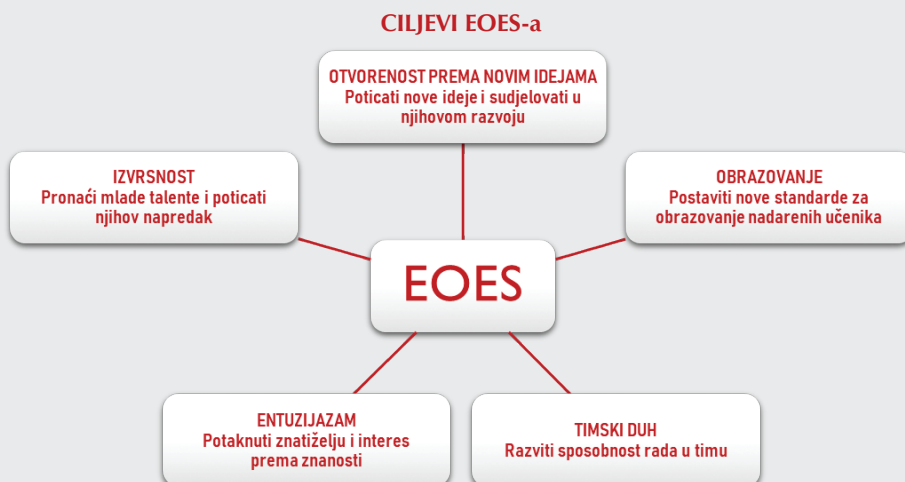 CILJEVI EOES-a
OTVORENOST PREMA NOVIM IDEJAMA
Poticati nove ideje i sudjelovati u
njihovom razvoju
IZVRSNOST
Pronaći mlade talente i poticati
njihov napredak
OBRAZOVANJE
Postaviti nove standarde za
obrazovanje nadarenih učenika
EOES
ENTUZIJAZAM
Potaknuti znatiželju i interes
prema znanosti
TIMSKI DUH
Razviti sposobnost rada u timu